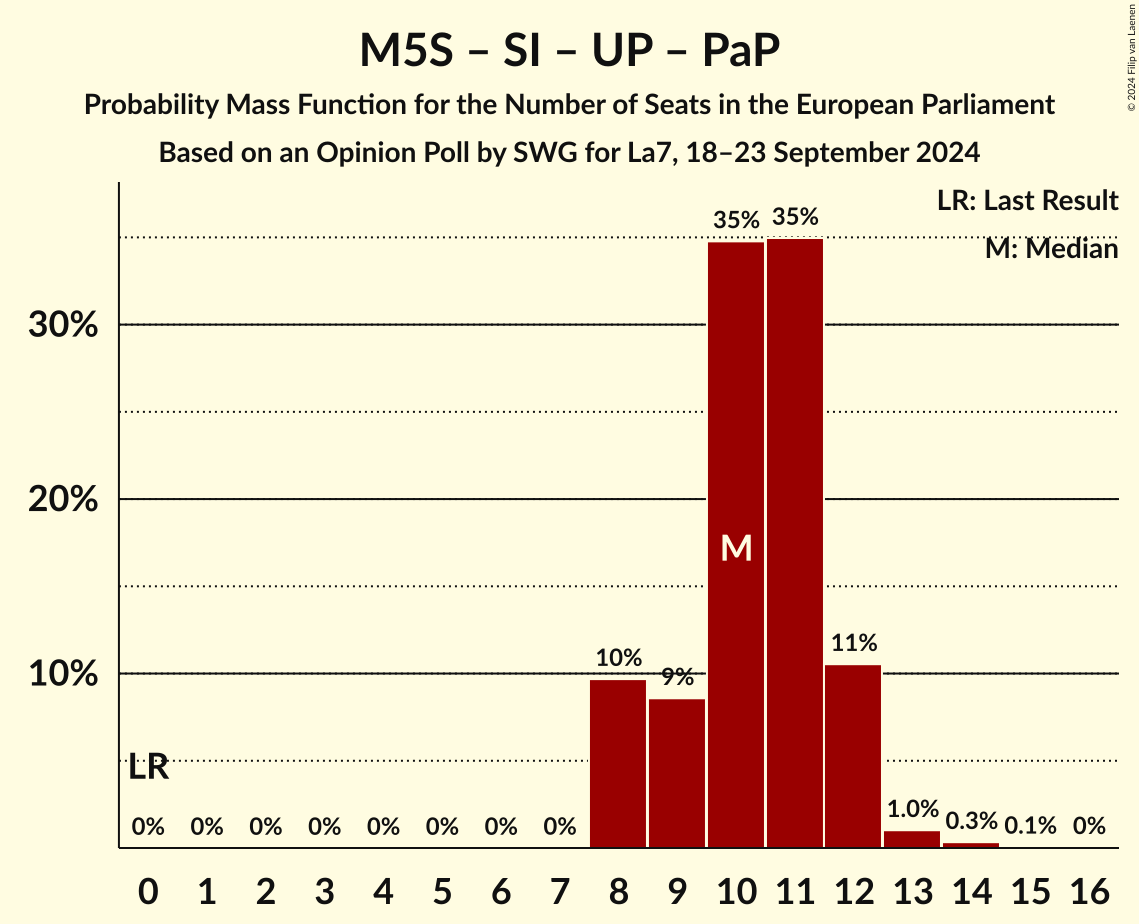 M5S – SI – UP – PaP
Probability Mass Function for the Number of Seats in the European Parliament
Based on an Opinion Poll by SWG for La7, 18–23 September 2024
© 2024 Filip van Laenen
LR: Last Result
M: Median
35% 35%
30%
20%
M
11%
10% 9%
10%
LR
0% 0% 0% 0% 0% 0% 0% 0% 1.0% 0.3% 0.1% 0%
0 1 2 3 4 5 6 7 8 9 10 11 12 13 14 15 16